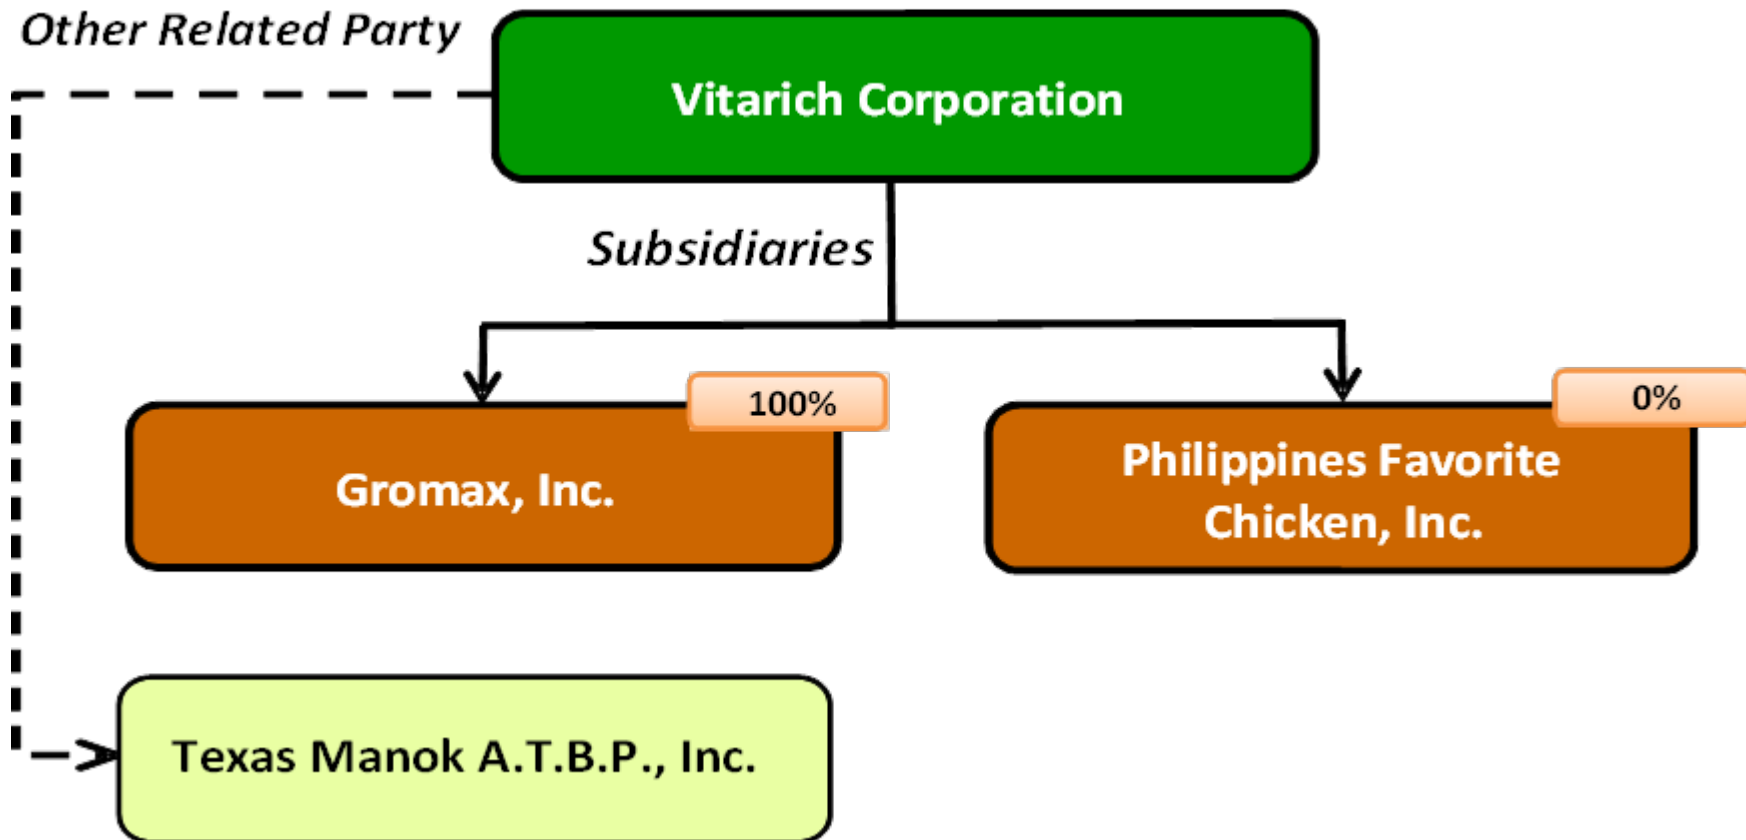 Other Related Party
Vitarich Corporation
Subsidiaries
100%
0%
Gromax, Inc.
Philippines Favorite
Chicken, Inc.
Texas Manok A.T.B.P., Inc.